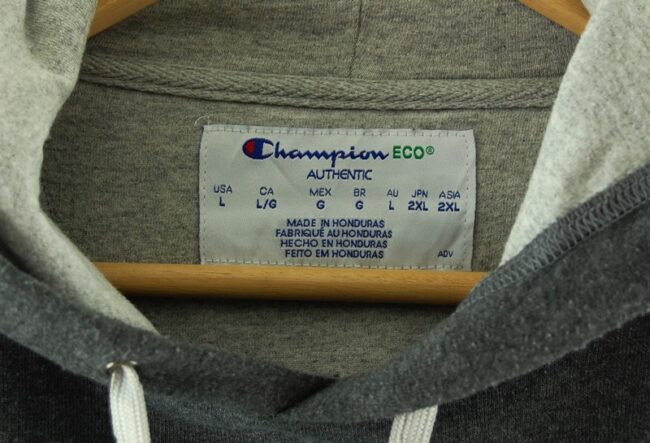 Champion ECO®
AUTHENTIC
USA CA MEX BR AU JPN ASIA
L L/G G G L 2XL 2XL
MADE IN HONDURAS
FABRIQUÉ AU HONDURAS
HECHO EN HONDURAS
FEITO EM HONDURAS
ADV